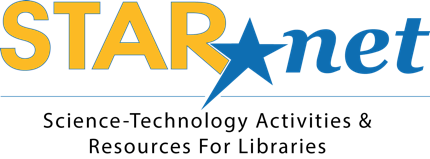 STAR net
Science-Technology Activities &
Resources For Libraries